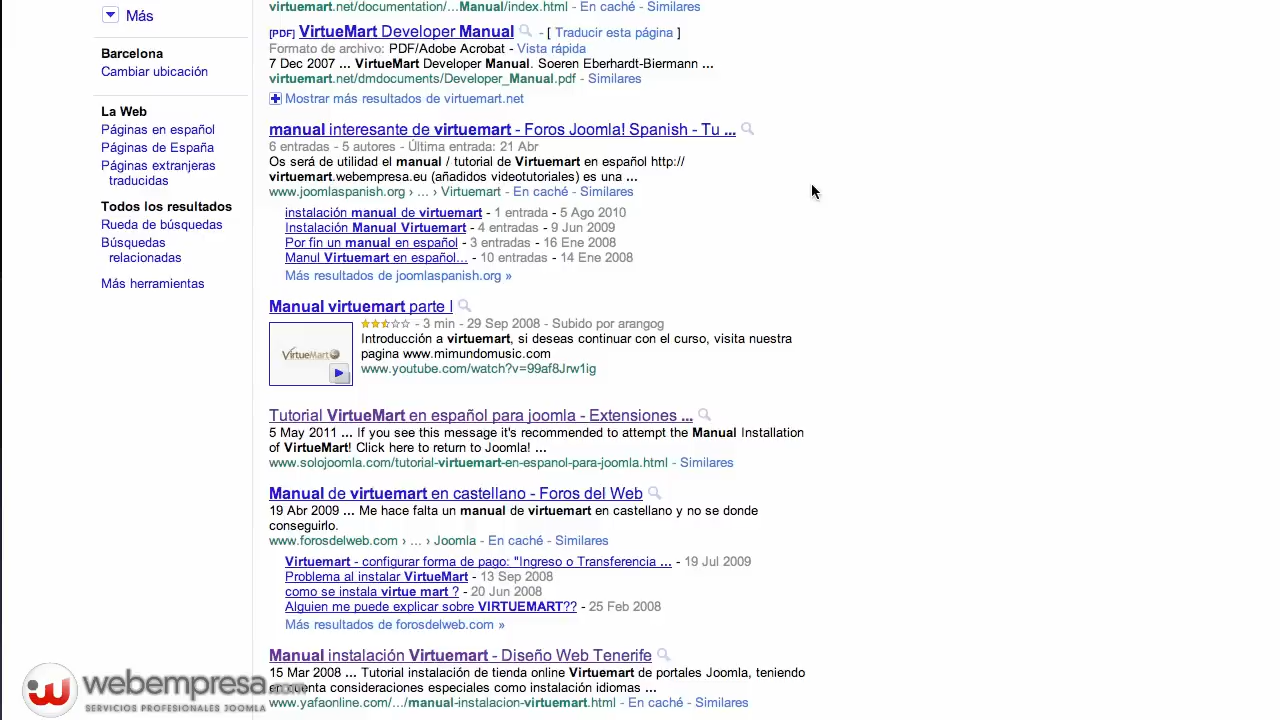 Más
Barcelona
Cambiar ubicación
La Web
Páginas en español
Páginas de España
Páginas extranjeras
traducidas
Todos los resultados
Rueda de búsquedas
Búsquedas
relacionadas
Más herramientas
virtuemart.net/documentation/...Manual/index.html - En caché - Similares
[PDF] VirtueMart Developer Manual - [ Traducir esta página ]
Formato de archivo: PDF/Adobe Acrobat - Vista rápida
7 Dec 2007 ... VirtueMart Developer Manual. Soeren Eberhardt-Biermann ...
virtuemart.net/dmdocuments/Developer_Manual.pdf - Similares
Mostrar más resultados de virtuemart.net
manual interesante de virtuemart - Foros Joomla! Spanish - Tu ...
6 entradas - 5 autores - Última entrada: 21 Abr
Os será de utilidad el manual / tutorial de Virtuemart en español http://
virtuemart.webempresa.eu (añadidos videotutoriales) es una ...
www.joomlaspanish.org › ... › Virtuemart - En caché - Similares
instalación manual de virtuemart - 1 entrada - 5 Ago 2010
Instalación Manual Virtuemart - 4 entradas - 9 Jun 2009
Por fín un manual en español - 3 entradas - 16 Ene 2008
Manul Virtuemart en español... - 10 entradas - 14 Ene 2008
Más resultados de joomlaspanish.org »
Manual virtuemart parte I
VirtueMart
- 3 min - 29 Sep 2008 - Subido por arangog
Introducción a virtuemart, si deseas continuar con el curso, visita nuestra
pagina www.mimundomusic.com
www.youtube.com/watch?v=99af8Jrw1ig
Tutorial VirtueMart en español para joomla - Extensiones ...
5 May 2011 ... If you see this message it's recommended to attempt the Manual Installation
of VirtueMart! Click here to return to Joomla! ...
www.solojoomla.com/tutorial-virtuemart-en-espanol-para-joomla.html - Similares
Manual de virtuemart en castellano - Foros del Web
19 Abr 2009 ... Me hace falta un manual de virtuemart en castellano y no se donde
conseguirlo.
www.forosdelweb.com › ... › Joomla - En caché - Similares
Virtuemart - configurar forma de pago: "Ingreso o Transferencia ... - 19 Jul 2009
Problema al instalar VirtueMart - 13 Sep 2008
como se instala virtue mart ? - 20 Jun 2008
Alguien me puede explicar sobre VIRTUEMART?? - 25 Feb 2008
Más resultados de forosdelweb.com »
Manual instalación Virtuemart - Diseño Web Tenerife
15 Mar 2008 ... Tutorial instalación de tienda online Virtuemart de portales Joomla, teniendo
en cuenta consideraciones especiales como instalación idiomas ...
www.yafaonline.com/.../manual-instalacion-virtuemart.html - En caché - Similares
webempresa.com
SERVICIOS PROFESIONALES JOOMLA